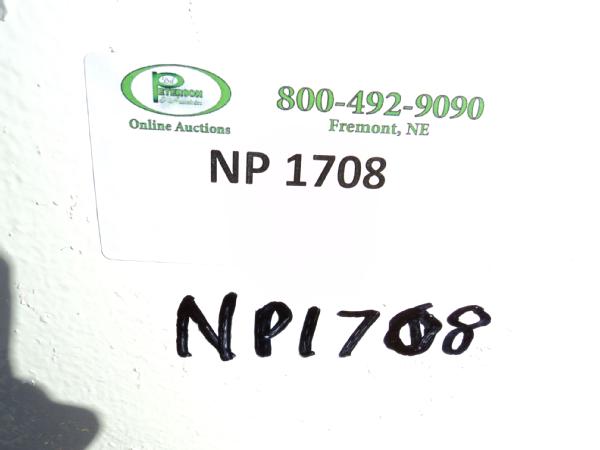 PETERSON
800-492-9090
Online Auctions
Fremont, NE
NP 1708
NP1708